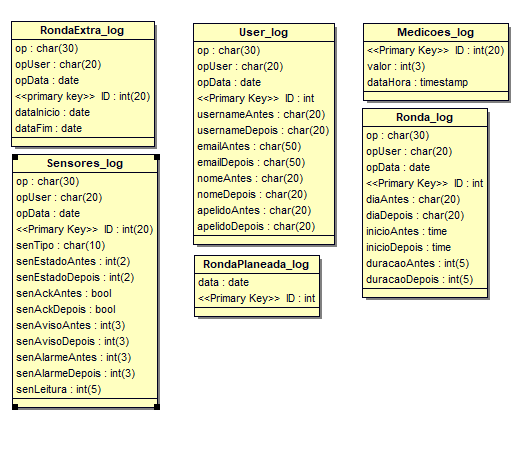 RondaExtra_log
op : char(30)
opUser : char(20)
opData : date
<<primary key>> ID : int(20)
dataInicio : date
dataFim : date
Sensores_log
op : char(30)
opUser : char(20)
opData : date
<<Primary Key>> ID : int(20)
senTipo : char(10)
senEstadoAntes : int(2)
senEstadoDepois : int(2)
senAckAntes : bool
senAckDepois : bool
senAvisoAntes : int(3)
senAvisoDepois : int(3)
senAlarmeAntes : int(3)
senAlarmeDepois : int(3)
senLeitura : int(5)
User_log
op : char(30)
opUser : char(20)
opData : date
<<Primary Key>> ID : int
usernameAntes : char(20)
usernameDepois : char(20)
emailAntes : char(50)
emailDepois : char(50)
nomeAntes : char(20)
nomeDepois : char(20)
apelidoAntes : char(20)
apelidoDepois : char(20)
RondaPlaneada_log
data : date
<<Primary Key>> ID : int
Medicoes_log
<<Primary Key>> ID : int(20)
valor : int(3)
dataHora : timestamp
Ronda_log
op : char(30)
opUser : char(20)
opData : date
<<Primary Key>> ID : int
diaAntes : char(20)
diaDepois : char(20)
inicioAntes : time
inicioDepois : time
duracaoAntes : int(5)
duracaoDepois : int(5)